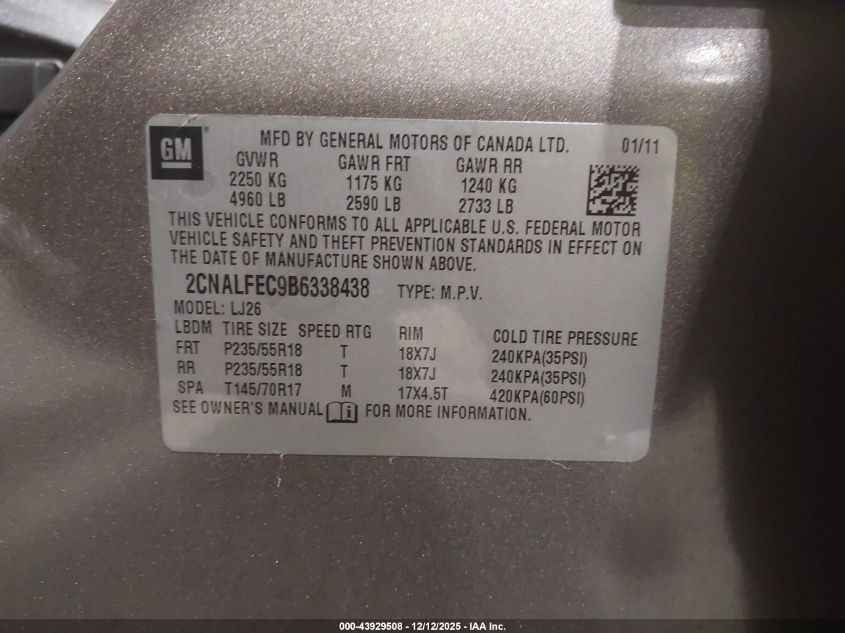 GM ® MFD BY GENERAL MOTORS OF CANADA LTD. 01/11
GVWR GAWR FRT GAWR RR
2250 KG 1175 KG 1240 KG
4960 LB 2590 LB 2733 LB
THIS VEHICLE CONFORMS TO ALL APPLICABLE U.S. FEDERAL MOTOR
VEHICLE SAFETY AND THEFT PREVENTION STANDARDS IN EFFECT ON
THE DATE OF MANUFACTURE SHOWN ABOVE.
2CNALFEC9B6338438 TYPE: M.P.V.
MODEL: LJ26
LBDM TIRE SIZE SPEED RTG RIM COLD TIRE PRESSURE
FRT P235/55R18 T 18X7J 240KPA(35PSI)
RR P235/55R18 T 18X7J 240KPA(35PSI)
SPA T145/70R17 M 17X4.5T 420KPA(60PSI)
SEE OWNER'S MANUAL FOR MORE INFORMATION.
000-43929508 - 12/12/2025 - IAA Inc.